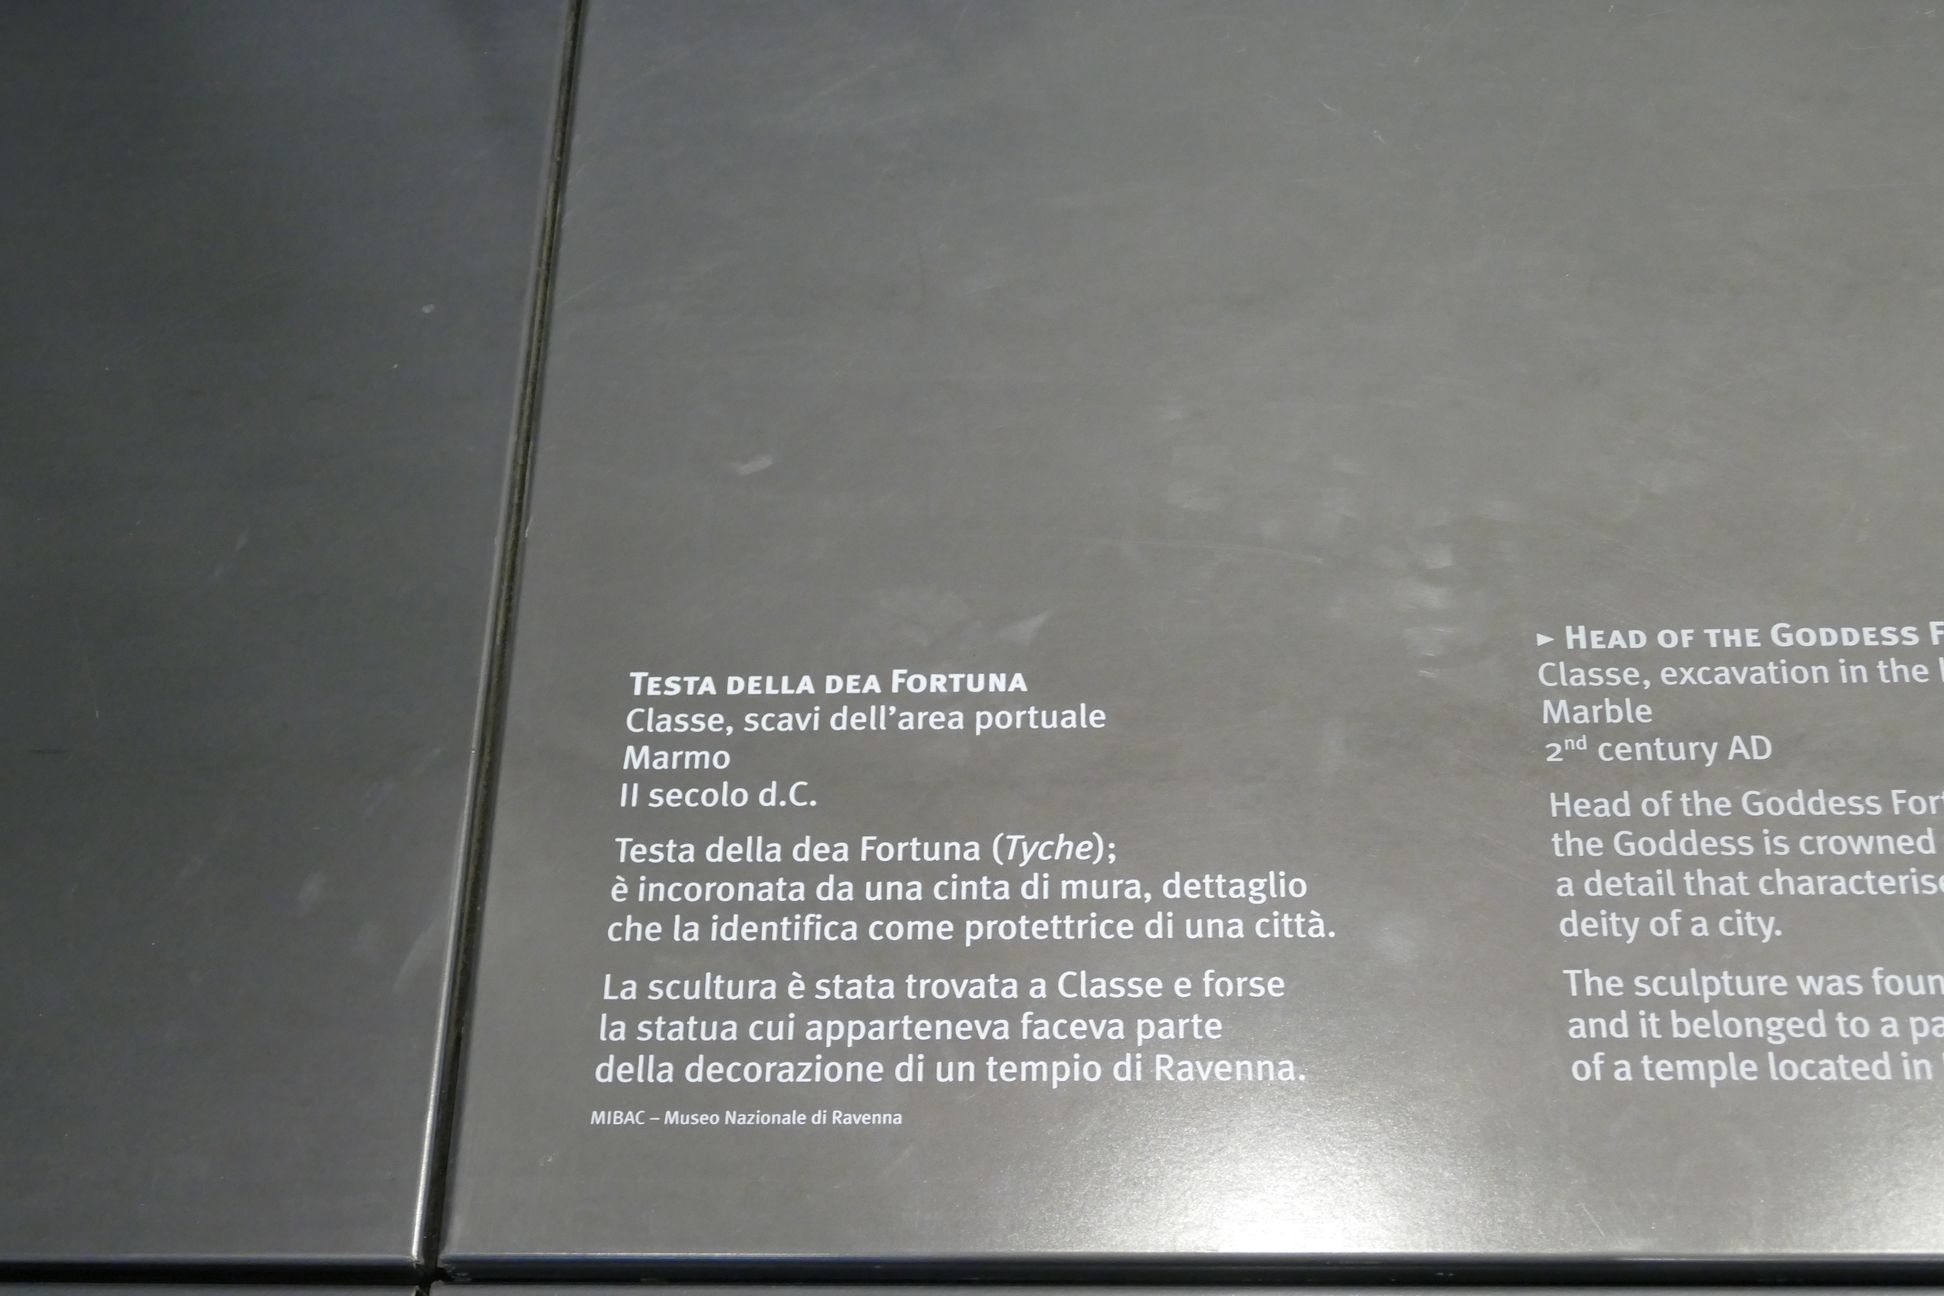 Testa della dea Fortuna
Classe, scavi dell'area portuale
Marmo
II secolo d.C.
Testa della dea Fortuna (Tyche);
è incoronata da una cinta di mura, dettaglio
che la identifica come protettrice di una città.
La scultura è stata trovata a Classe e forse
la statua cui apparteneva faceva parte
della decorazione di un tempio di Ravenna.
MIBAC – Museo Nazionale di Ravenna
► Head of the Goddess
Classe, excavation in the
Marble
2nd century AD
Head of the Goddess
the Goddess is crowned
a detail that
deity of a city.
The sculpture was
and it belonged to a
of a temple located in